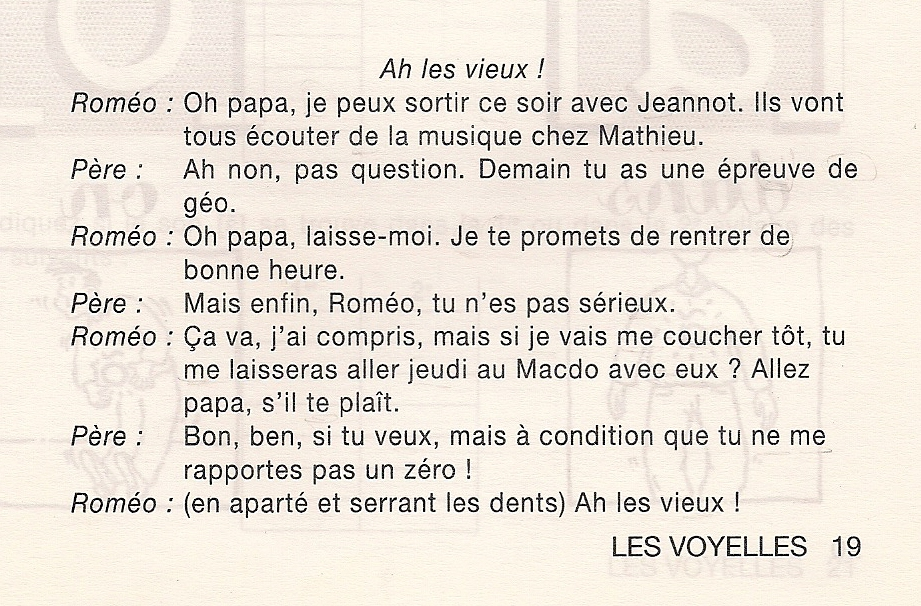 Ah les vieux !
Roméo : Oh papa, je peux sortir ce soir avec Jeannot. Ils vont
tous écouter de la musique chez Mathieu.
Père : Ah non, pas question. Demain tu as une épreuve de
géo.
Roméo : Oh papa, laisse-moi. Je te promets de rentrer de
bonne heure.
Père : Mais enfin, Roméo, tu n'es pas sérieux.
Roméo : Ça va, j'ai compris, mais si je vais me coucher tôt, tu
me laisseras aller jeudi au Macdo avec eux ? Allez
papa, s'il te plaît.
Père : Bon, ben, si tu veux, mais à condition que tu ne me
rapportes pas un zéro !
Roméo : (en aparté et serrant les dents) Ah les vieux !
LES VOYELLES 19